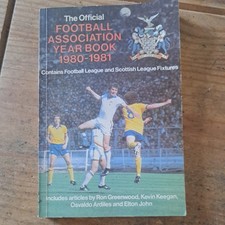 The Official
FOOTBALL
ASSOCIATION
YEAR BOOK
1980-1981
Contains Football League and Scottish League Fixtures
Includes articles by Ron Greenwood, Kevin Keegan,
Osvaldo Ardiles and Elton John